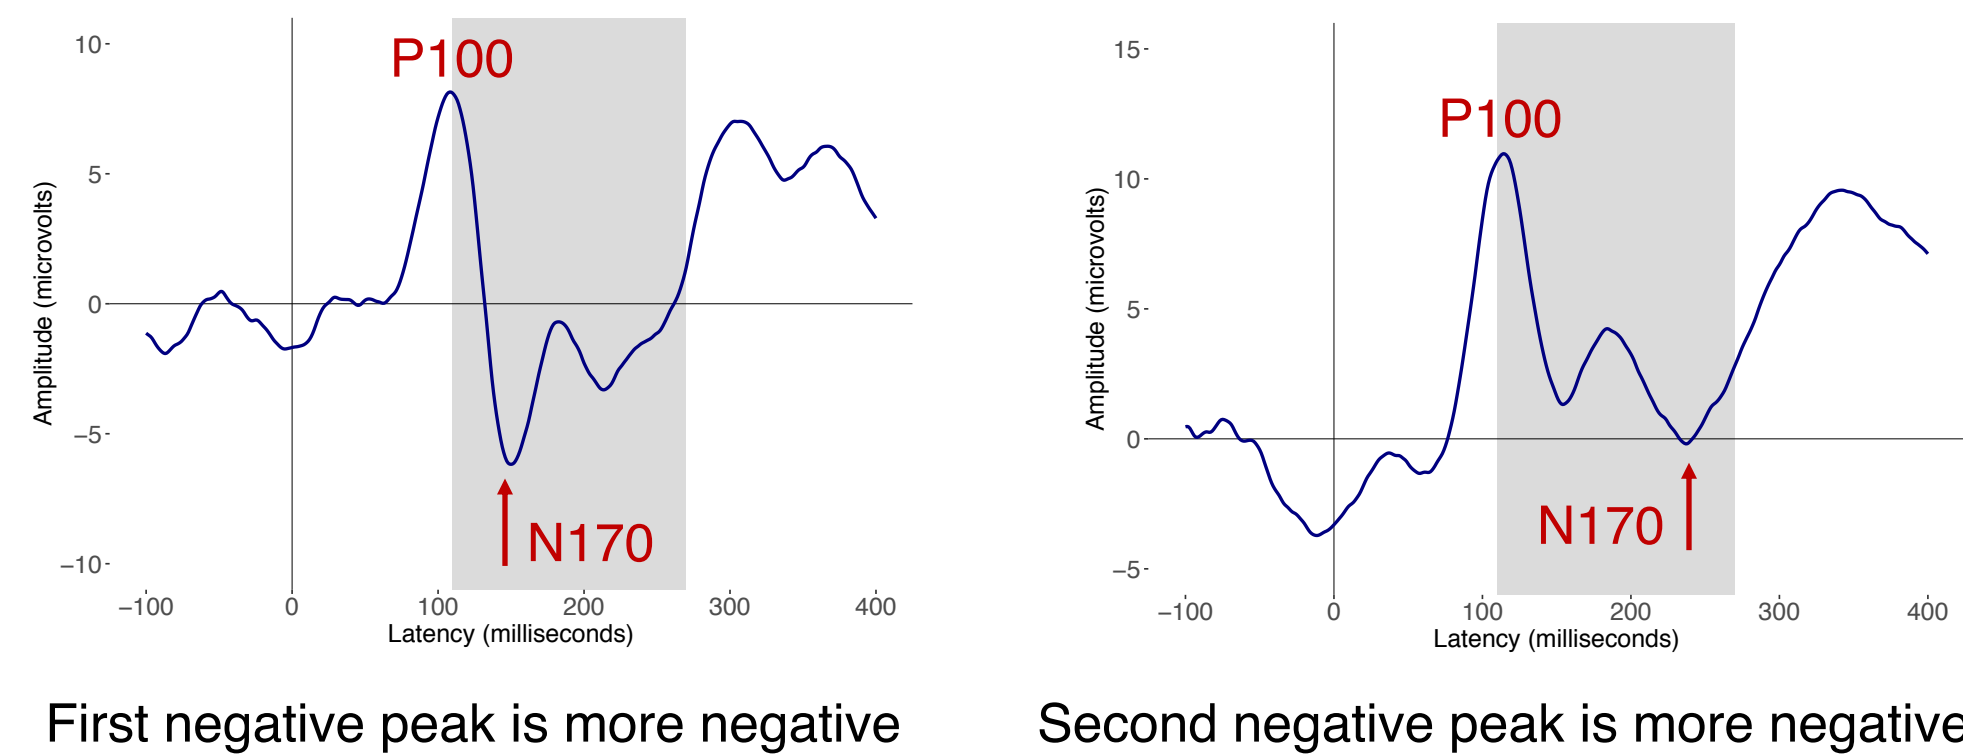 10
5
0
−5
−10
Amplitude (microvolts)
P100
N170
−100 0 100 200 300 400
Latency (milliseconds)
First negative peak is more negative
15
10
5
0
−5
Amplitude (microvolts)
P100
N170
−100 0 100 200 300 400
Latency (milliseconds)
Second negative peak is more negative